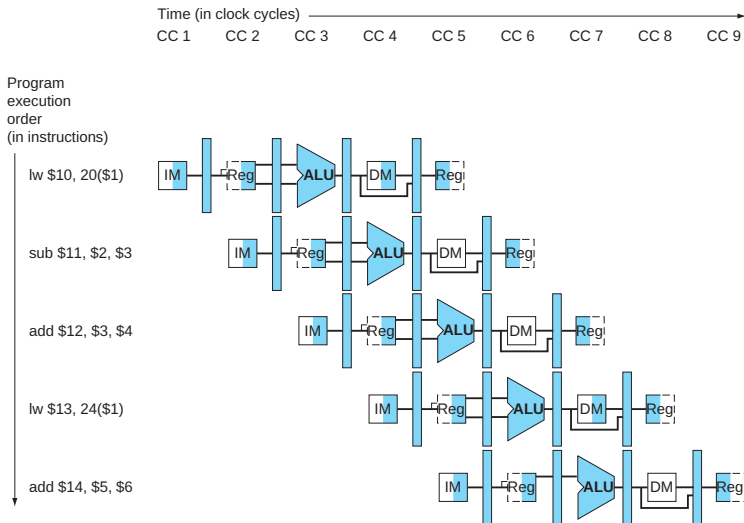 Time (in clock cycles)
CC 1 CC 2 CC 3 CC 4 CC 5 CC 6 CC 7 CC 8 CC 9
Program
execution
order
(in instructions)
lw $10, 20($1) IM Reg ALU DM Reg
sub $11, $2, $3 IM Reg ALU DM Reg
add $12, $3, $4 IM Reg ALU DM Reg
lw $13, 24($1) IM Reg ALU DM Reg
add $14, $5, $6 IM Reg ALU DM Reg